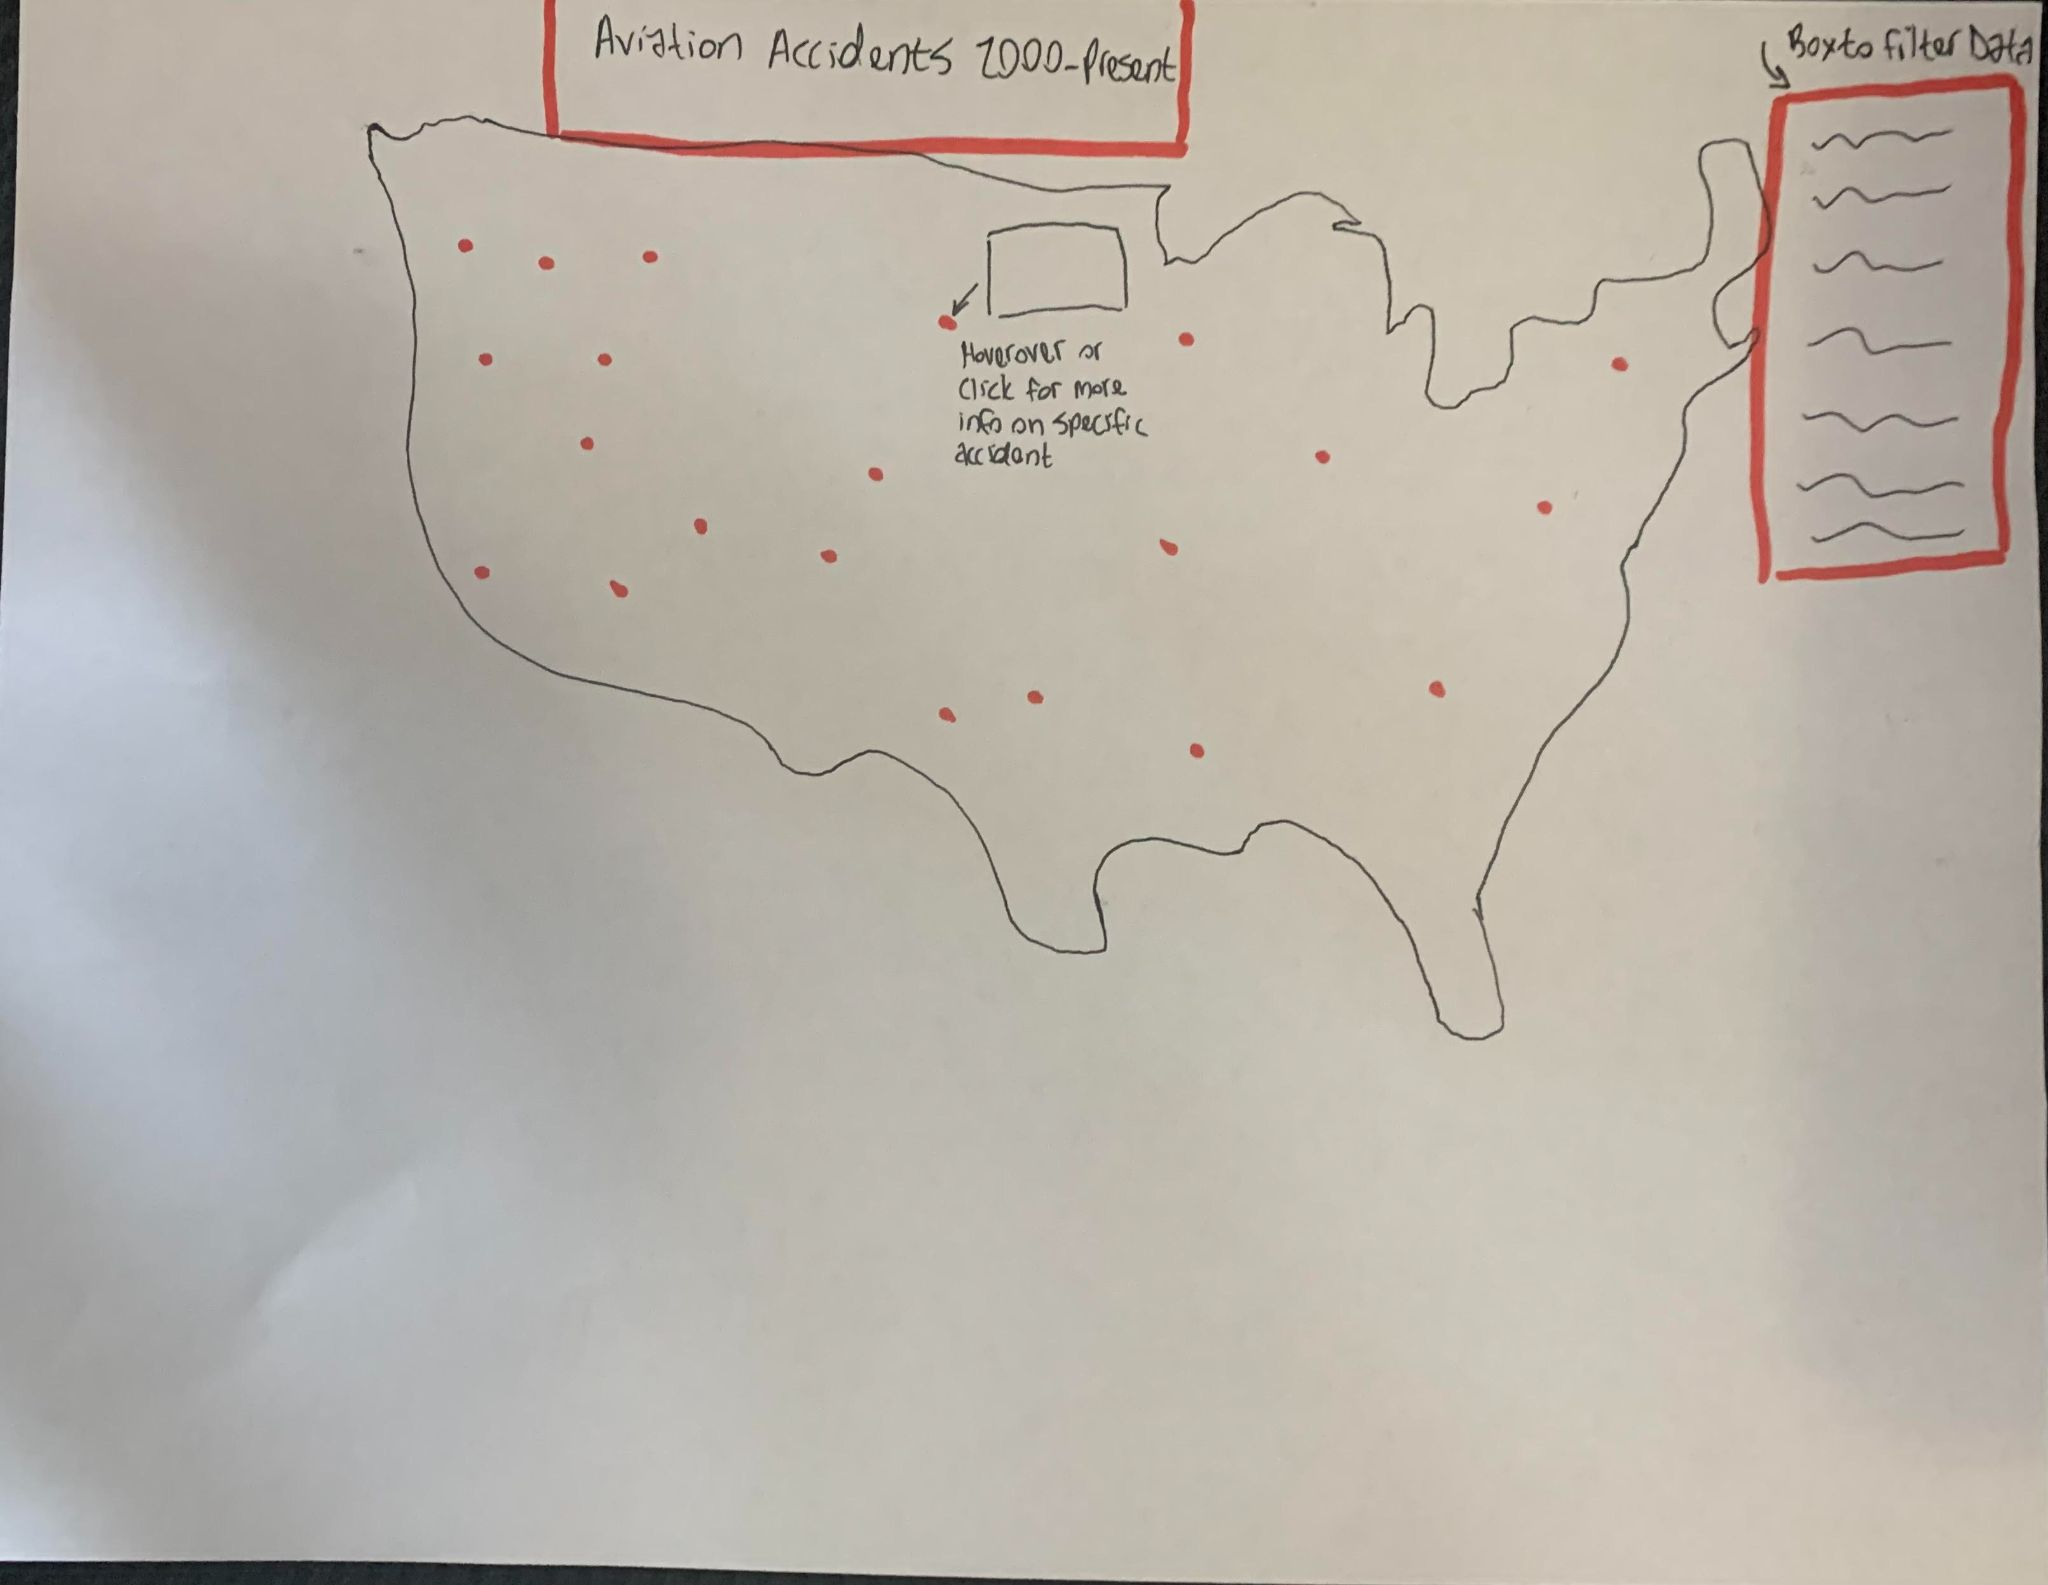 Aviation Accidents 2000-Present
Box to filter Data
Hoverover or
Click for more
info on specific
accident